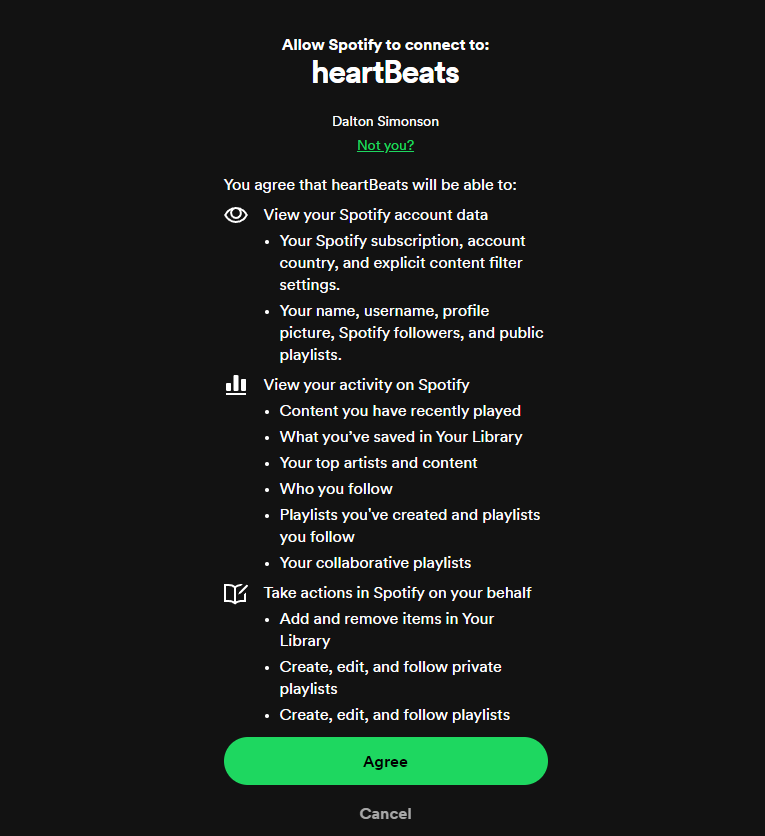 Allow Spotify to connect to:
heartBeats
Dalton Simonson
Not you?
You agree that heartBeats will be able to:
View your Spotify account data
• Your Spotify subscription, account
country, and explicit content filter
settings.
• Your name, username, profile
picture, Spotify followers, and public
playlists.
View your activity on Spotify
• Content you have recently played
• What you’ve saved in Your Library
• Your top artists and content
• Who you follow
• Playlists you've created and playlists
you follow
• Your collaborative playlists
Take actions in Spotify on your behalf
• Add and remove items in Your
Library
• Create, edit, and follow private
playlists
• Create, edit, and follow playlists
Agree
Cancel